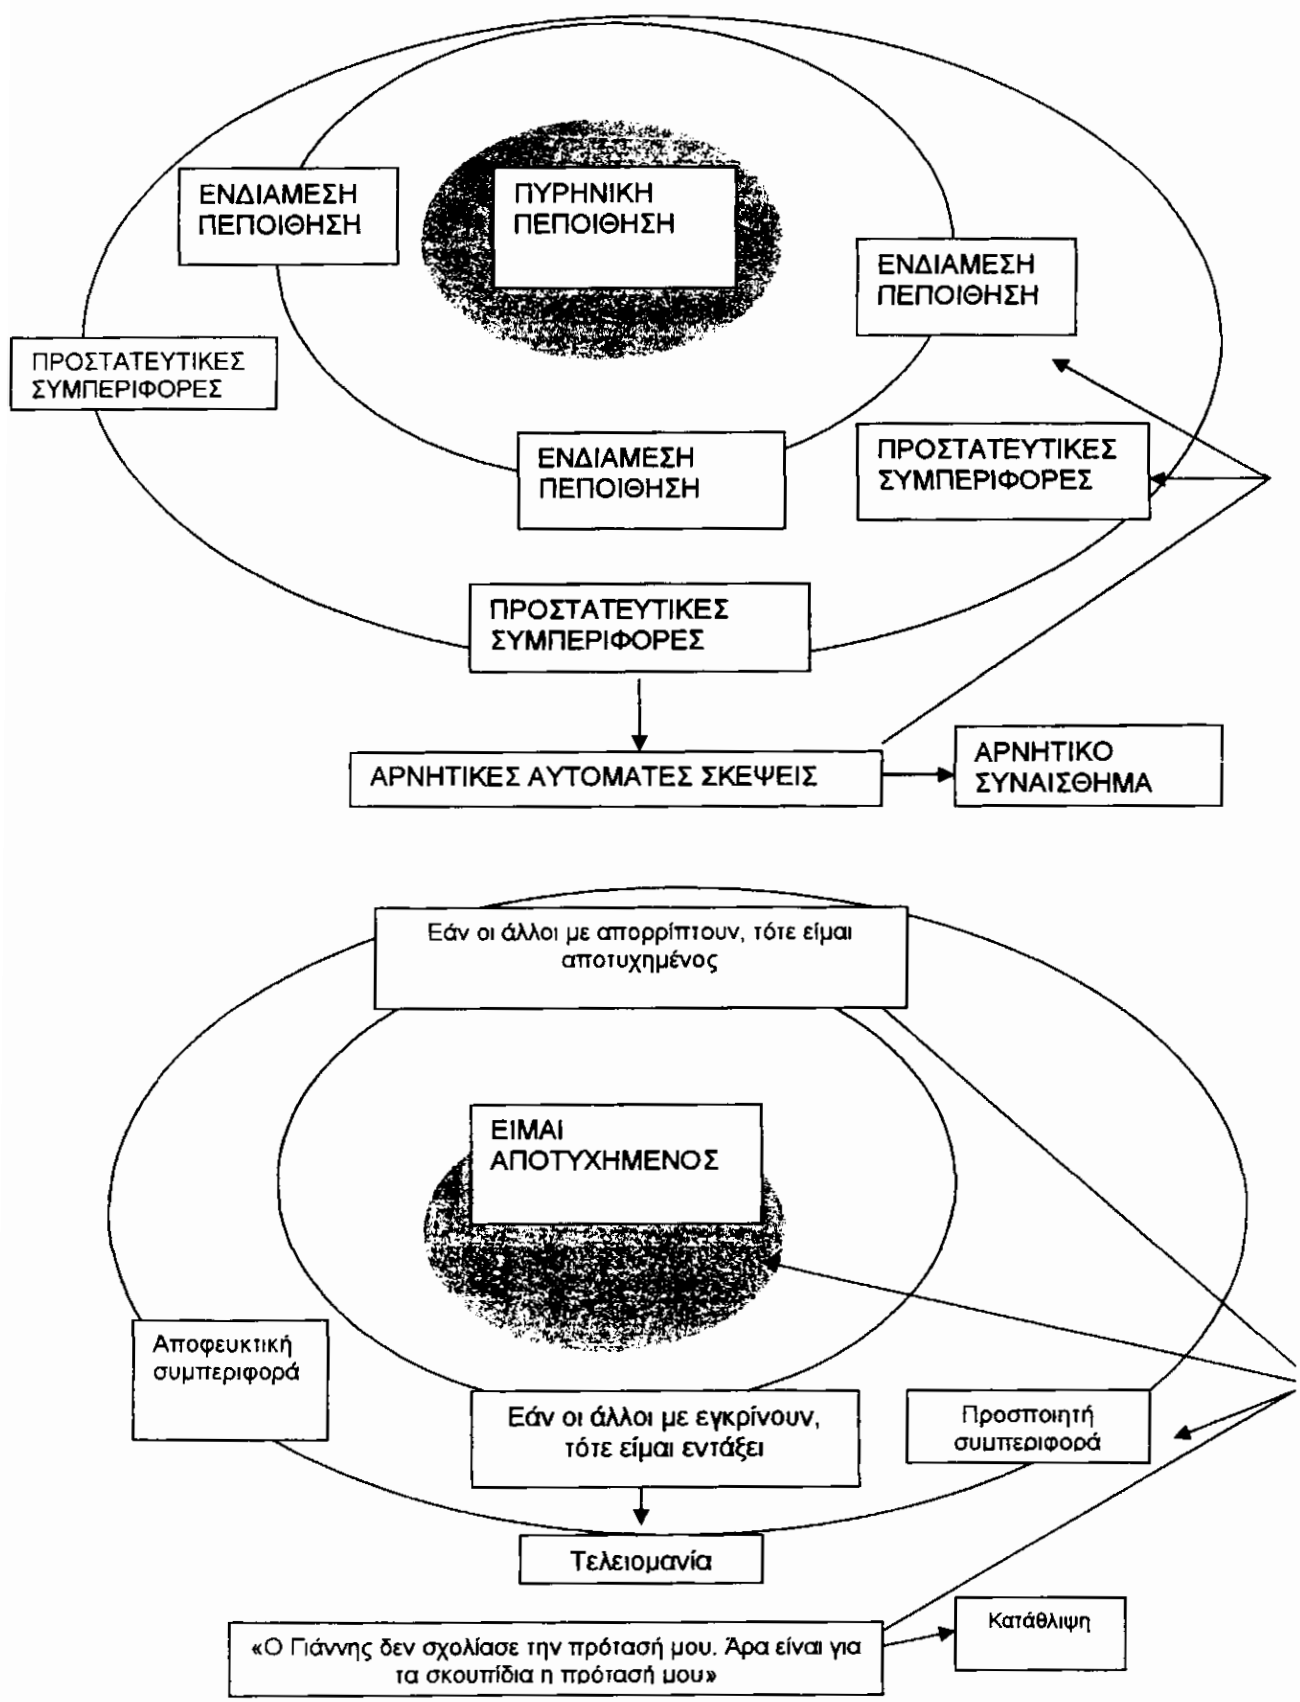 ΕΝΔΙΑΜΕΣΗ
ΠΕΠΟΙΘΗΣΗ
ΠΥΡΗΝΙΚΗ
ΠΕΠΟΙΘΗΣΗ
ΕΝΔΙΑΜΕΣΗ
ΠΕΠΟΙΘΗΣΗ
ΠΡΟΣΤΑΤΕΥΤΙΚΕΣ
ΣΥΜΠΕΡΙΦΟΡΕΣ
ΕΝΔΙΑΜΕΣΗ
ΠΕΠΟΙΘΗΣΗ
ΠΡΟΣΤΑΤΕΥΤΙΚΕΣ
ΣΥΜΠΕΡΙΦΟΡΕΣ
ΠΡΟΣΤΑΤΕΥΤΙΚΕΣ
ΣΥΜΠΕΡΙΦΟΡΕΣ
ΑΡΝΗΤΙΚΕΣ ΑΥΤΟΜΑΤΕΣ ΣΚΕΨΕΙΣ
ΑΡΝΗΤΙΚΟ
ΣΥΝΑΙΣΘΗΜΑ
Εάν οι άλλοι με απορρίπτουν, τότε είμαι
αποτυχημένος
ΕΙΜΑΙ
ΑΠΟΤΥΧΗΜΕΝΟΣ
Αποφευκτική
συμπεριφορά
Εάν οι άλλοι με εγκρίνουν,
τότε είμαι εντάξει
Προσποιητή
συμπεριφορά
Τελειομανία
«Ο Γιάννης δεν σχολίασε την πρότασή μου. Άρα είναι για
τα σκουπίδια η πρότασή μου»
Κατάθλιψη